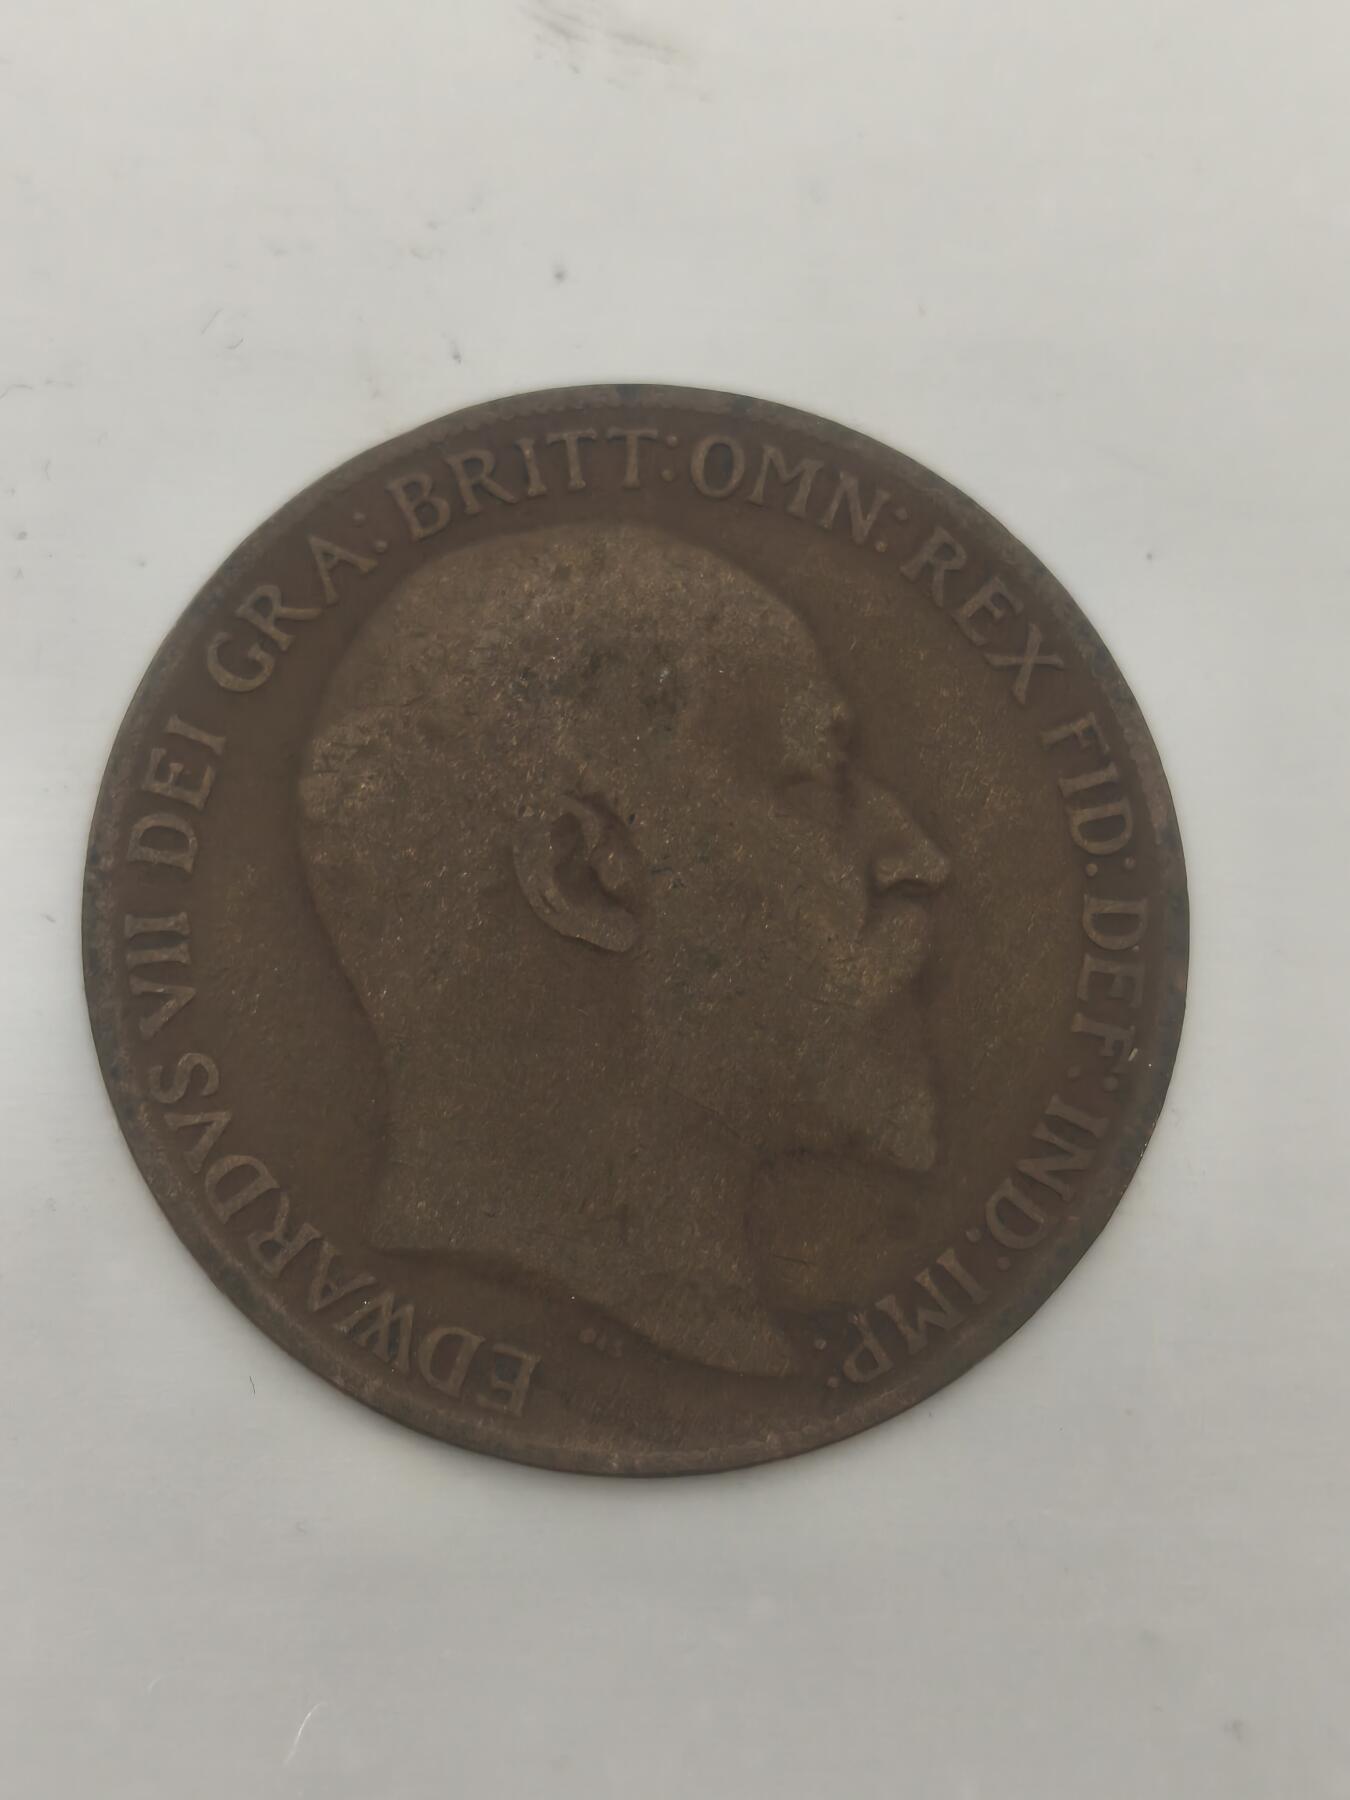 EDWARDVS VII DEI GRA: BRITT: OMN: REX FID: DEF: IND: IMP: